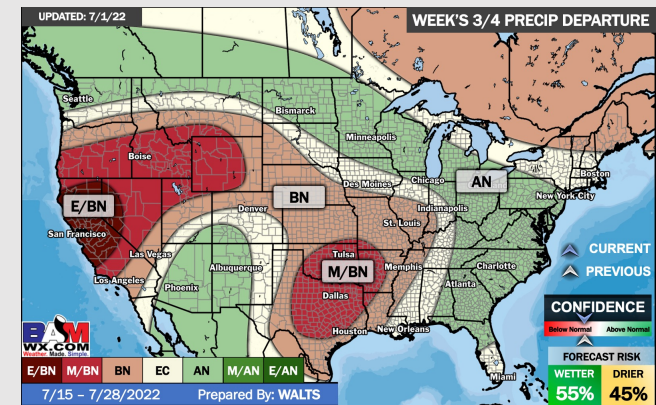 UPDATED: 7/1/22
WEEK'S 3/4 PRECIP DEPARTURE
Seattle
Bismarck
Minneapolis
Boise
Boston
Des Moines
Chicago
AN
New York City
E/BN
BN
Denver
Indianapolis
St. Louis
San Francisco
CURRENT
Las Vegas
Tulsa
PREVIOUS
Albuquerque
M/BN
Memphis
Charlotte
Los Angeles
Phoenix
Dallas
Atlanta
CONFIDENCE
Houston
New Orleans
Below Normal
Above Normal
BAM
WX.COM
Weather. Made. Simple.
FORECAST RISK
E/BN M/BN BN EC AN M/AN E/AN
Miami
WETTER DRIER
55% 45%
7/15 – 7/28/2022 Prepared By: WALTS